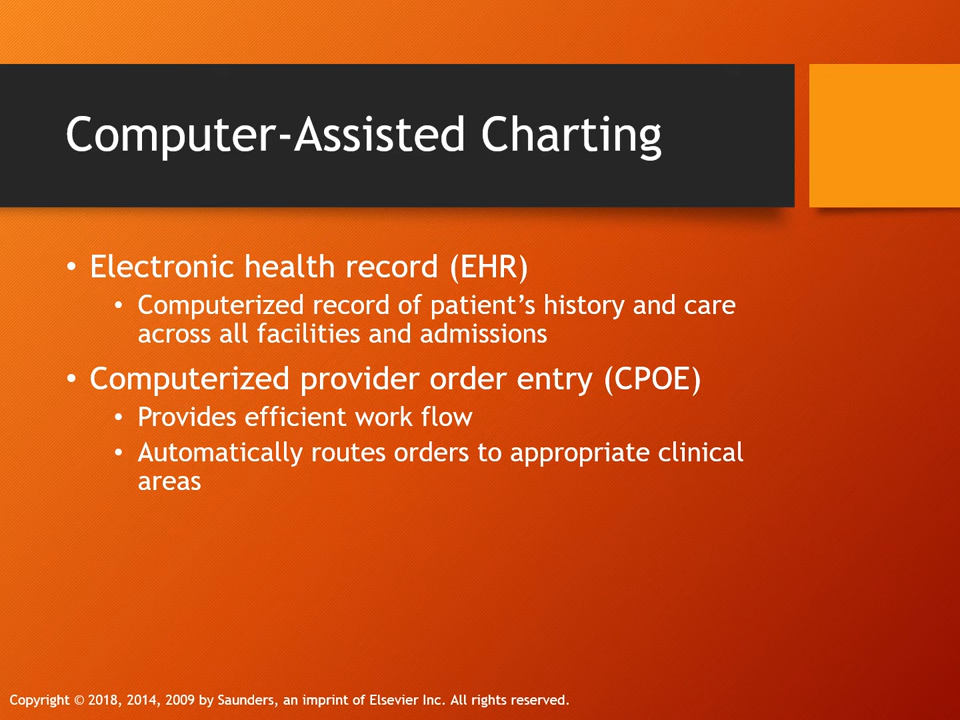 Computer-Assisted Charting
• Electronic health record (EHR)
• Computerized record of patient’s history and care
across all facilities and admissions
• Computerized provider order entry (CPOE)
• Provides efficient work flow
• Automatically routes orders to appropriate clinical
areas
Copyright © 2018, 2014, 2009 by Saunders, an imprint of Elsevier Inc. All rights reserved.